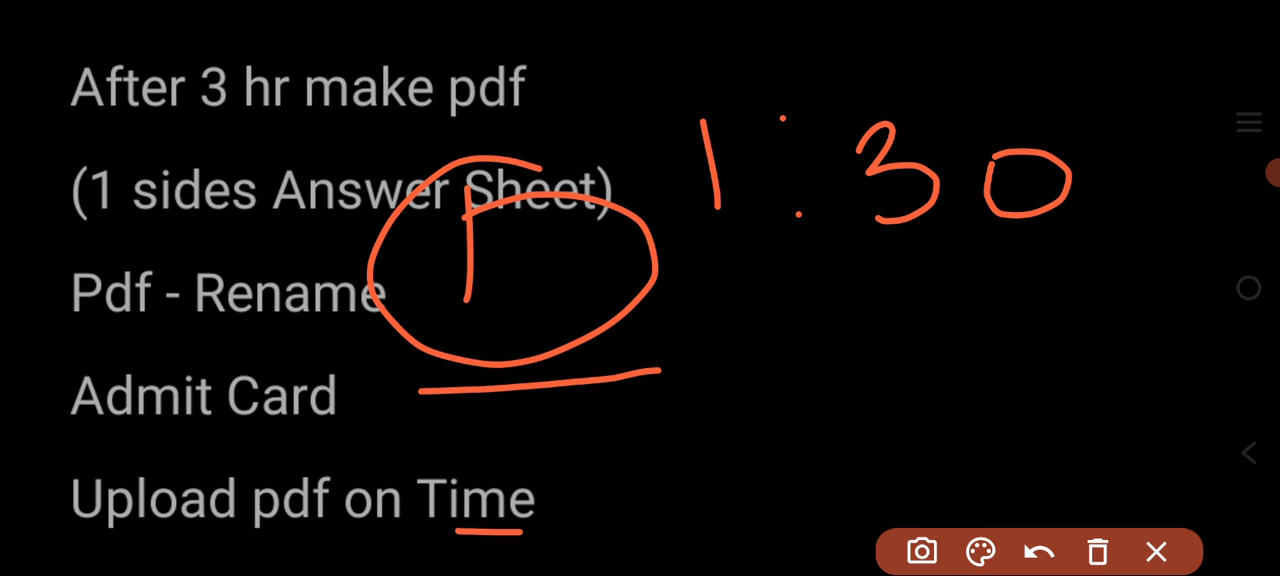 After 3 hr make pdf
1:30
(1 sides Answer Sheet)
Pdf - Rename
Admit Card
Upload pdf on Time